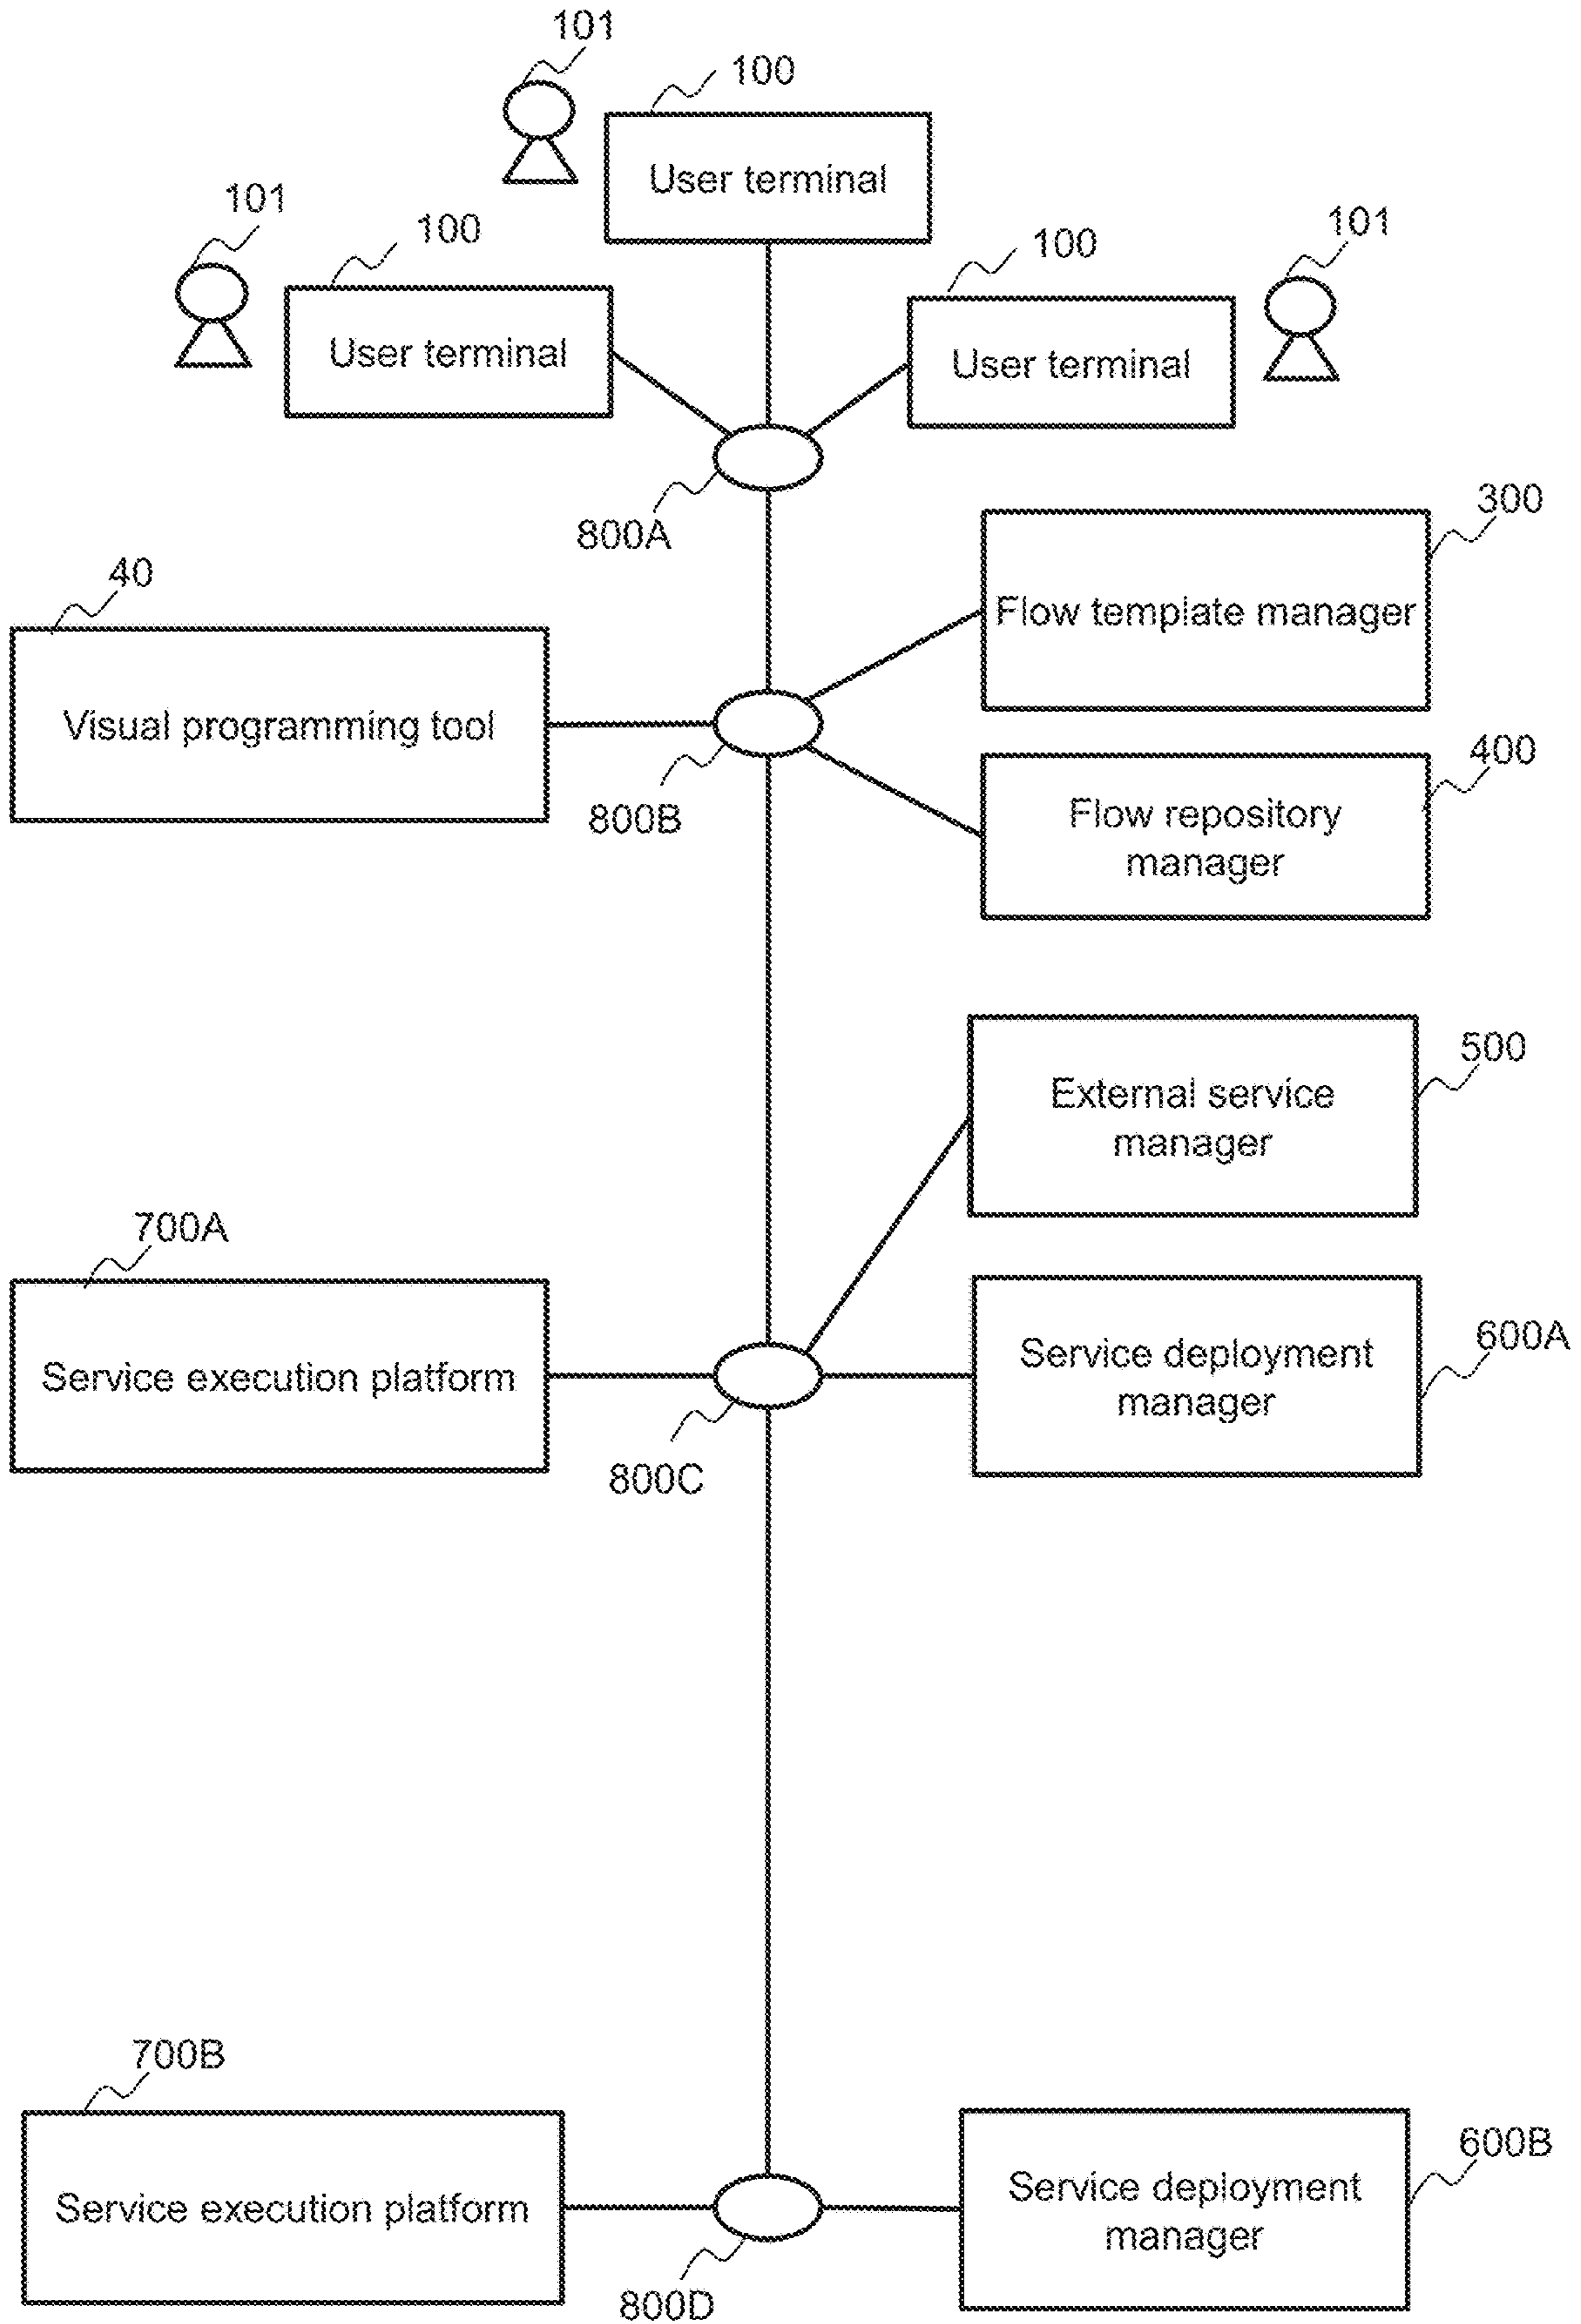 101
100
User terminal
101
100
User terminal
100
User terminal
101
800A
300
Flow template manager
40
Visual programming tool
800B
400
Flow repository
manager
500
External service
manager
700A
Service execution platform
600A
Service deployment
manager
800C
700B
Service execution platform
600B
Service deployment
manager
800D